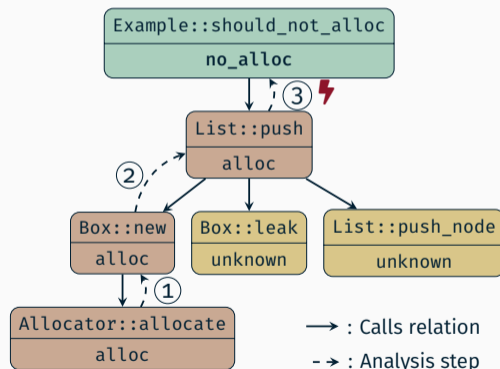 Example::should_not_alloc
no_alloc
③
List::push
alloc
②
Box::new
alloc
Box::leak
unknown
List::push_node
unknown
①
Allocator::allocate
alloc
: Calls relation
: Analysis step